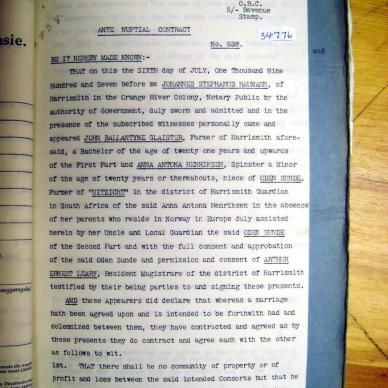 O.R.C.
5/- Revenue
Stamp.
asie.
34776
ANTE NUPTIAL CONTRACT
No. 938.
and
BE IT HEREBY MADE KNOWN:-
THAT on this the SIXTH day of JULY, One Thousand Nine
Hundred and Seven before me JOHANNES STEPHANUS HAUMANN, of
Harrismith in the Orange River Colony, Notary Public by the
authority of Government, duly sworn and admitted and in the
presence of the subscribed witnesses personally came and
appeared JOHN BALLANTYNE GLAISTER, Farmer of Harrismith afore-
said, a Bachelor of the age of twenty one years and upwards
of the First Part and ANNA ANTONA HENRIKSEN, Spinster a Minor
of the age of twenty years or thereabouts, niece of ODEN SUNDE,
Farmer of "UITZICHT" in the district of Harrismith Guardian
in South Africa of the said Anna Antona Henriksen in the absence
of her parents who reside in Norway in Europe duly assisted
herein by her Uncle and Local Guardian the said ODEN SUNDE
of the Second Part and with the full consent and approbation
of the said Oden Sunde and permission and consent of ARTHUR
ERNEST LEARY, Resident Magistrate of the district of Harrismith
testified by their being parties to and signing these presents.
AND these Appearers did declare that whereas a marriage
hath been agreed upon and is intended to be forthwith had and
solemnized between them, they have contracted and agreed as by
these presents they do contract and agree each with the other
as follows to wit.
1st. THAT there shall be no community of property or of
profit and loss between the said intended Consorts but that he